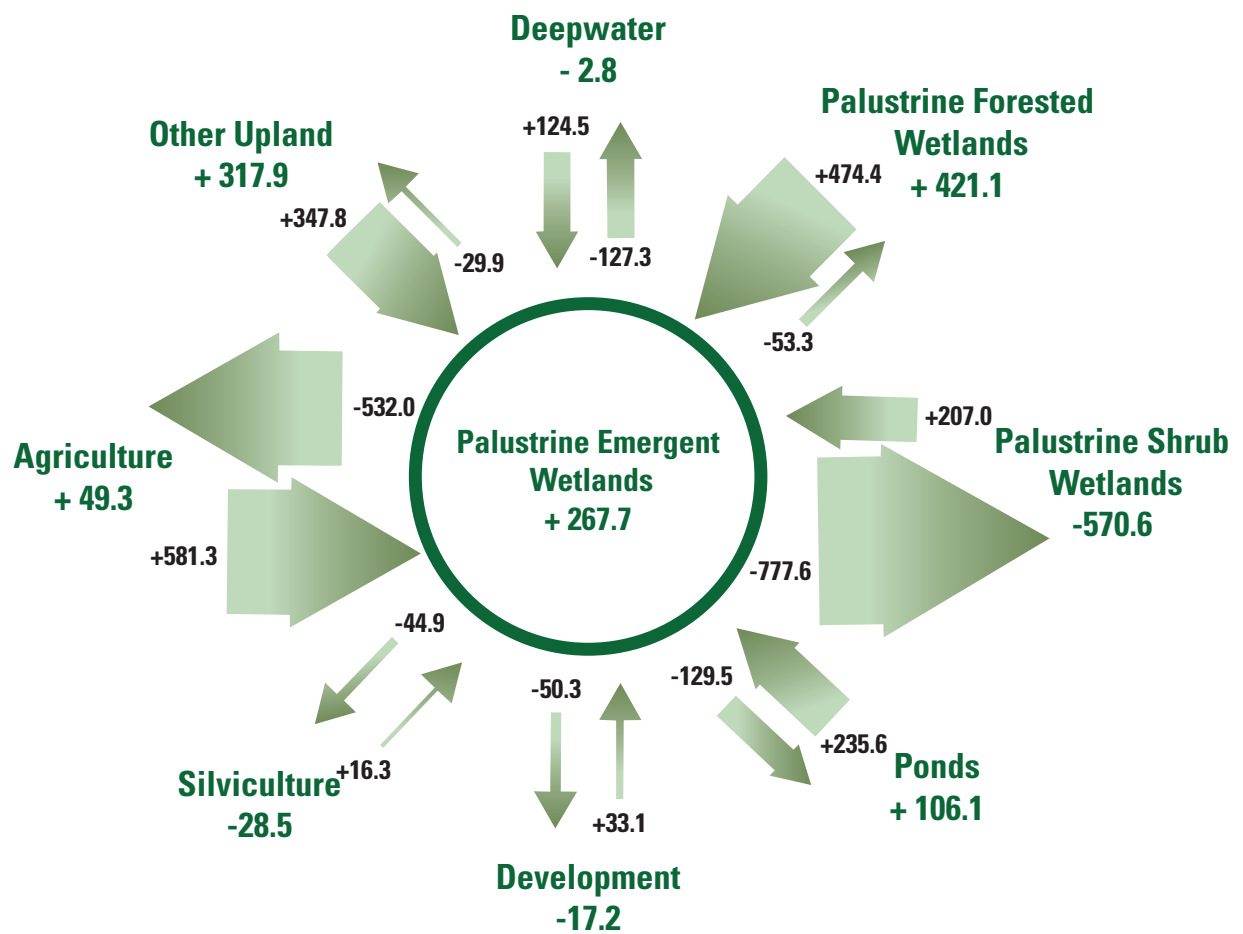 Deepwater
- 2.8
+124.5
-127.3
Palustrine Forested
Wetlands
+ 421.1
+474.4
-53.3
Other Upland
+ 317.9
+347.8
-29.9
Agriculture
+ 49.3
-532.0
+581.3
Palustrine Emergent
Wetlands
+ 267.7
+207.0
Palustrine Shrub
Wetlands
-570.6
-777.6
-44.9
+16.3
Silviculture
-28.5
-50.3
+33.1
Development
-17.2
-129.5
+235.6
Ponds
+ 106.1